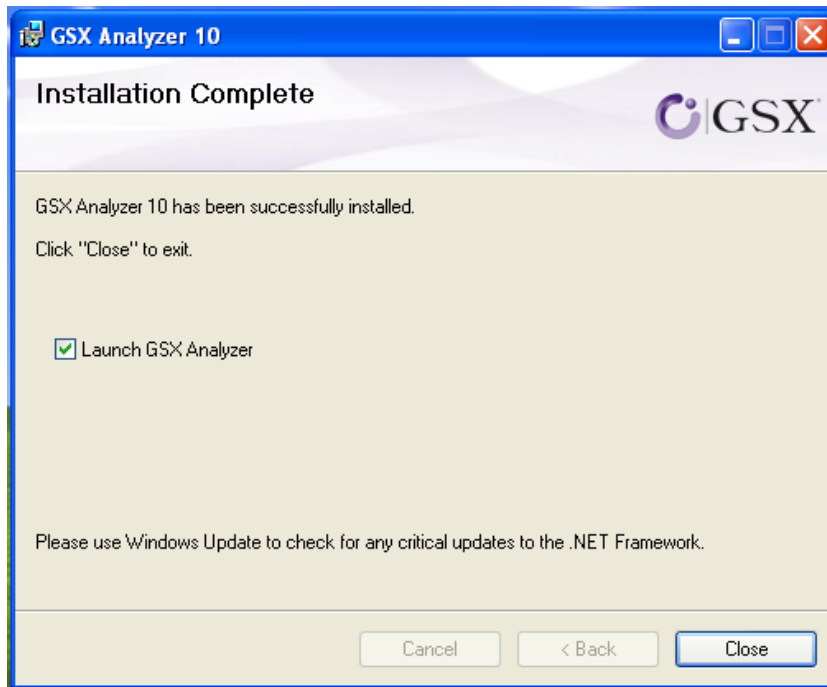 GSX Analyzer 10
Installation Complete
GSX
GSX Analyzer 10 has been successfully installed.
Click "Close" to exit.
Launch GSX Analyzer
Please use Windows Update to check for any critical updates to the .NET Framework.
Cancel
< Back
Close